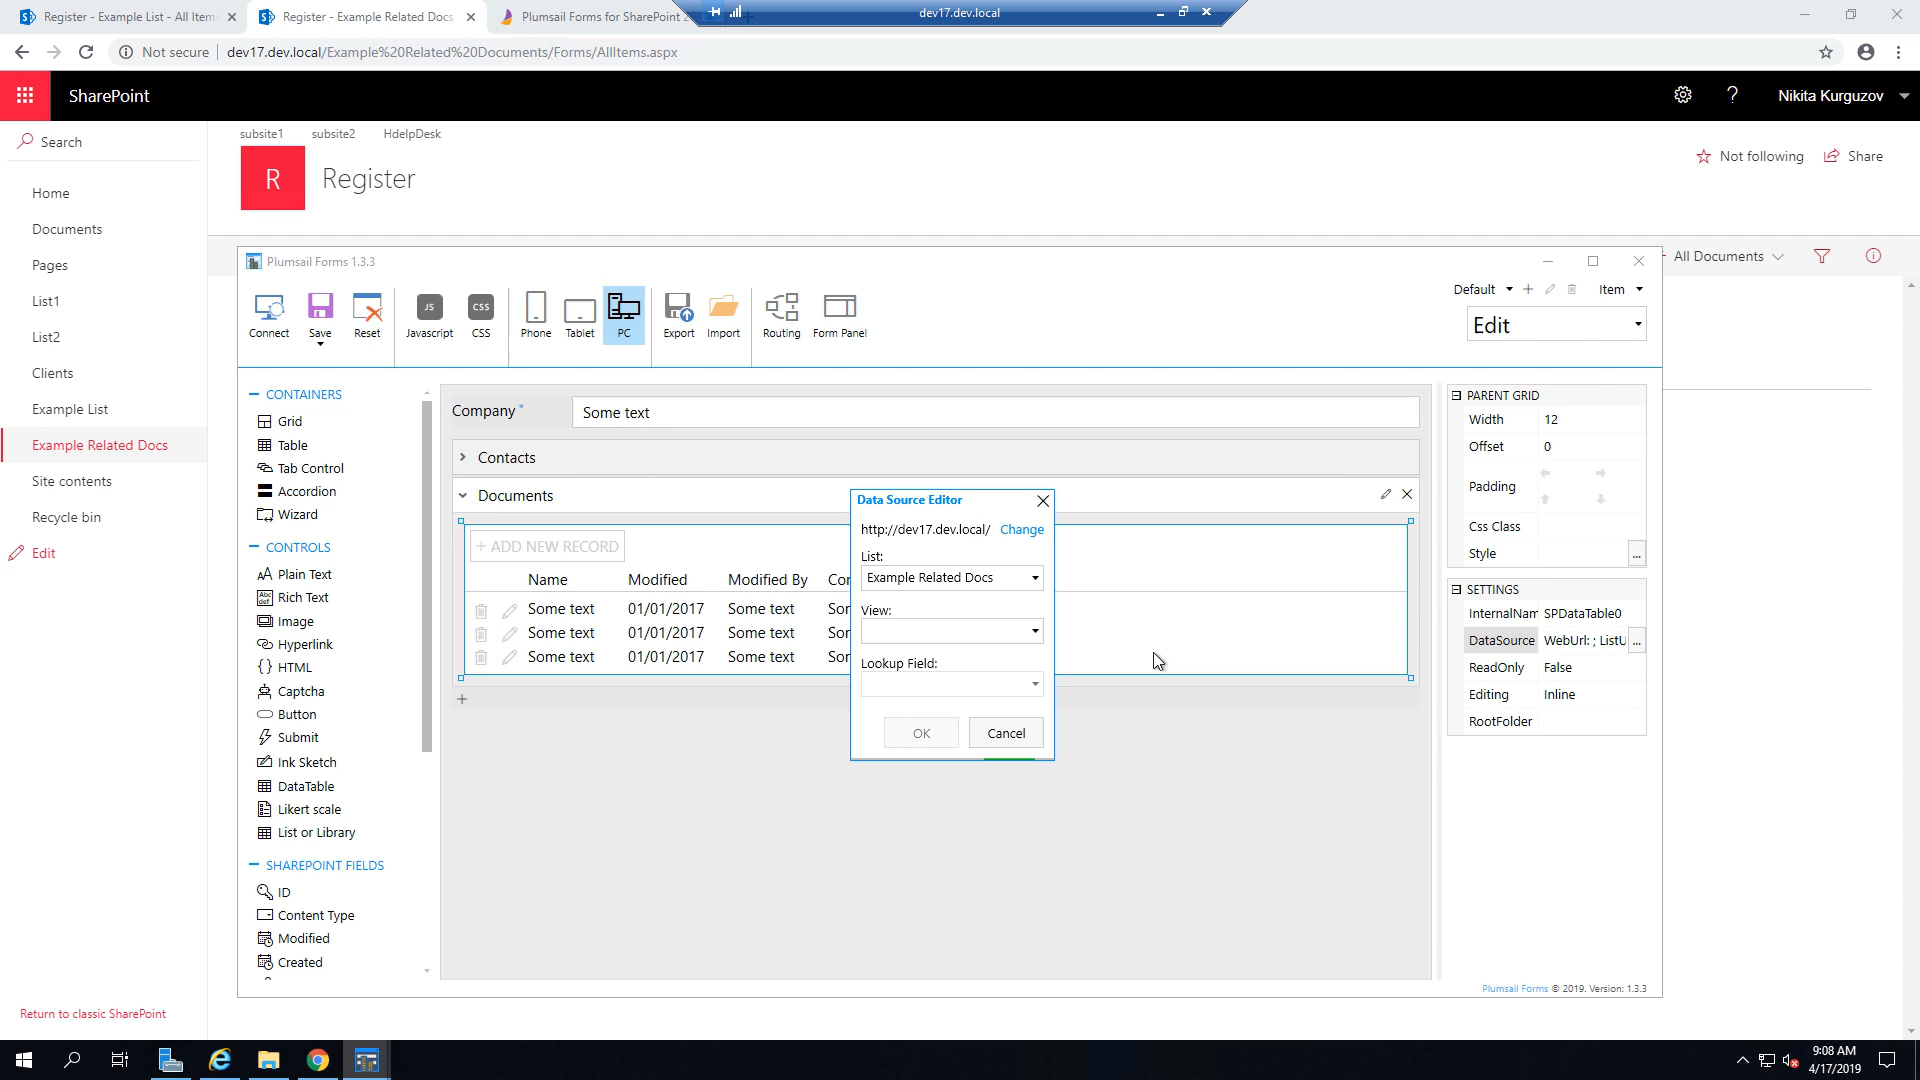 Register - Example List - All Items
Register - Example Related Docs
Plumsail Forms for SharePoint 2
dev17.dev.local
Not secure
dev17.dev.local/Example%20Related%20Documents/Forms/AllItems.aspx
SharePoint
?
Nikita Kurguzov
Search
subsite1
subsite2
HdelpDesk
R
Register
Not following
Share
Home
Documents
Pages
List1
List2
Clients
Example List
Example Related Docs
Site contents
Recycle bin
Edit
Return to classic SharePoint
All Documents
Plumsail Forms 1.3.3
Connect
Save
Reset
JS
Javascript
CSS
CSS
Phone
Tablet
PC
Export
Import
Routing
Form Panel
Default
Item
Edit
CONTAINERS
Grid
Table
Tab Control
Accordion
Wizard
CONTROLS
Plain Text
Rich Text
Image
Hyperlink
HTML
Captcha
Button
Submit
Ink Sketch
DataTable
Likert scale
List or Library
SHAREPOINT FIELDS
ID
Content Type
Modified
Created
Company *
Some text
Contacts
Documents
+ ADD NEW RECORD
Name Modified Modified By Cor
Some text 01/01/2017 Some text Sor
Some text 01/01/2017 Some text Sor
Some text 01/01/2017 Some text Sor
Data Source Editor
http://dev17.dev.local/ Change
List:
Example Related Docs
View:
Lookup Field:
OK Cancel
PARENT GRID
Width 12
Offset 0
Padding
Css Class
Style ...
SETTINGS
InternalNam SPDataTable0
DataSource WebUrl: ; ListU ...
ReadOnly False
Editing Inline
RootFolder
Plumsail Forms © 2019. Version: 1.3.3
9:08 AM
4/17/2019